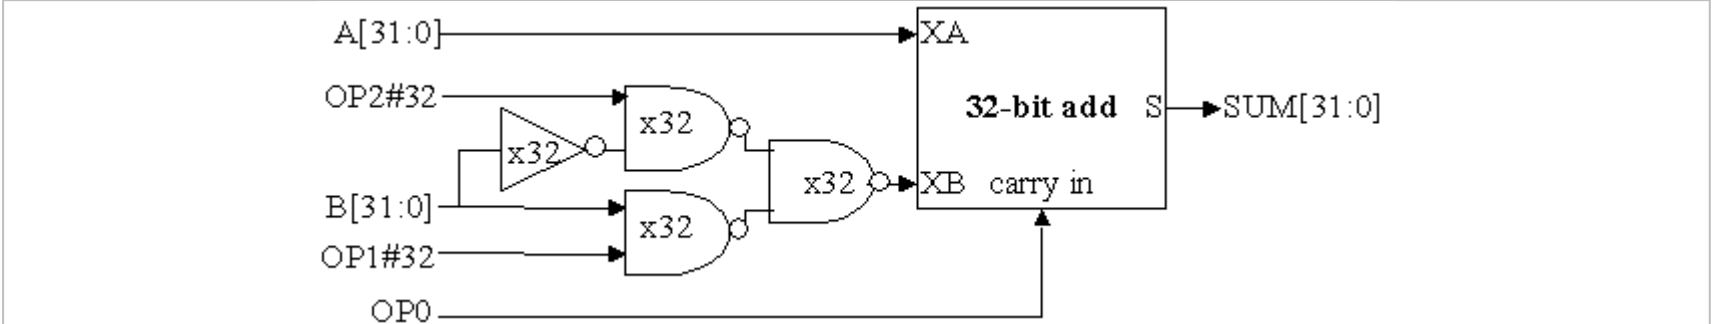 A[31:0]
XA
OP2#32
x32
32-bit add S
SUM[31:0]
x32
x32
XB carry in
B[31:0]
x32
OP1#32
OP0